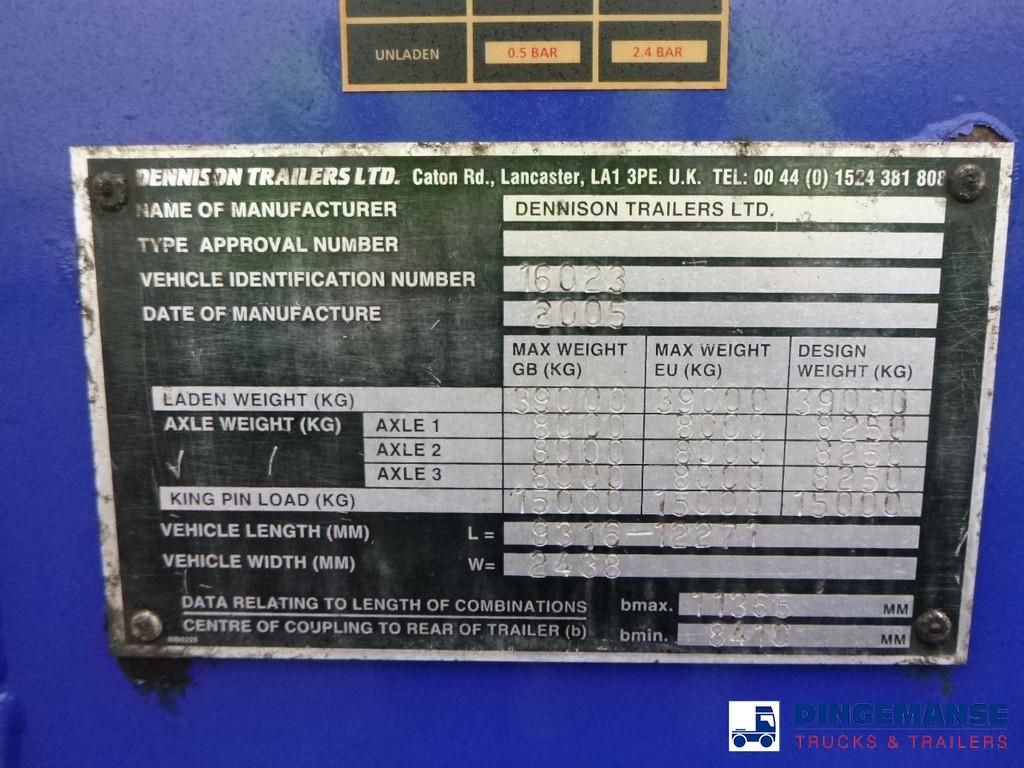 UNLADEN 0.5 BAR 2.4 BAR
DENNISON TRAILERS LTD. Caton Rd., Lancaster, LA1 3PE. U.K. TEL: 00 44 (0) 1524 381 808
NAME OF MANUFACTURER DENNISON TRAILERS LTD.
TYPE APPROVAL NUMBER
VEHICLE IDENTIFICATION NUMBER 16023
DATE OF MANUFACTURE 2005
MAX WEIGHT GB (KG) MAX WEIGHT EU (KG) DESIGN WEIGHT (KG)
LADEN WEIGHT (KG) 39000 39000 39000
AXLE WEIGHT (KG) AXLE 1 8000 8000 8250
AXLE 2 8000 8000 8250
AXLE 3 8000 8000 8250
KING PIN LOAD (KG) 15000 15000 15000
VEHICLE LENGTH (MM) L= 9316-12271
VEHICLE WIDTH (MM) W= 2438
DATA RELATING TO LENGTH OF COMBINATIONS bmax. 11365 MM
CENTRE OF COUPLING TO REAR OF TRAILER (b) bmin. 8410 MM
DINGEMANSE
TRUCKS & TRAILERS